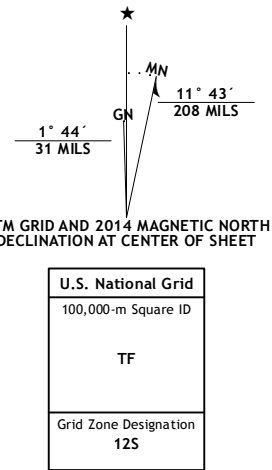 MN
GN
11° 43´
208 MILS
1° 44´
31 MILS
TM GRID AND 2014 MAGNETIC NORTH
DECLINATION AT CENTER OF SHEET
U.S. National Grid
100,000-m Square ID
TF
Grid Zone Designation
12S